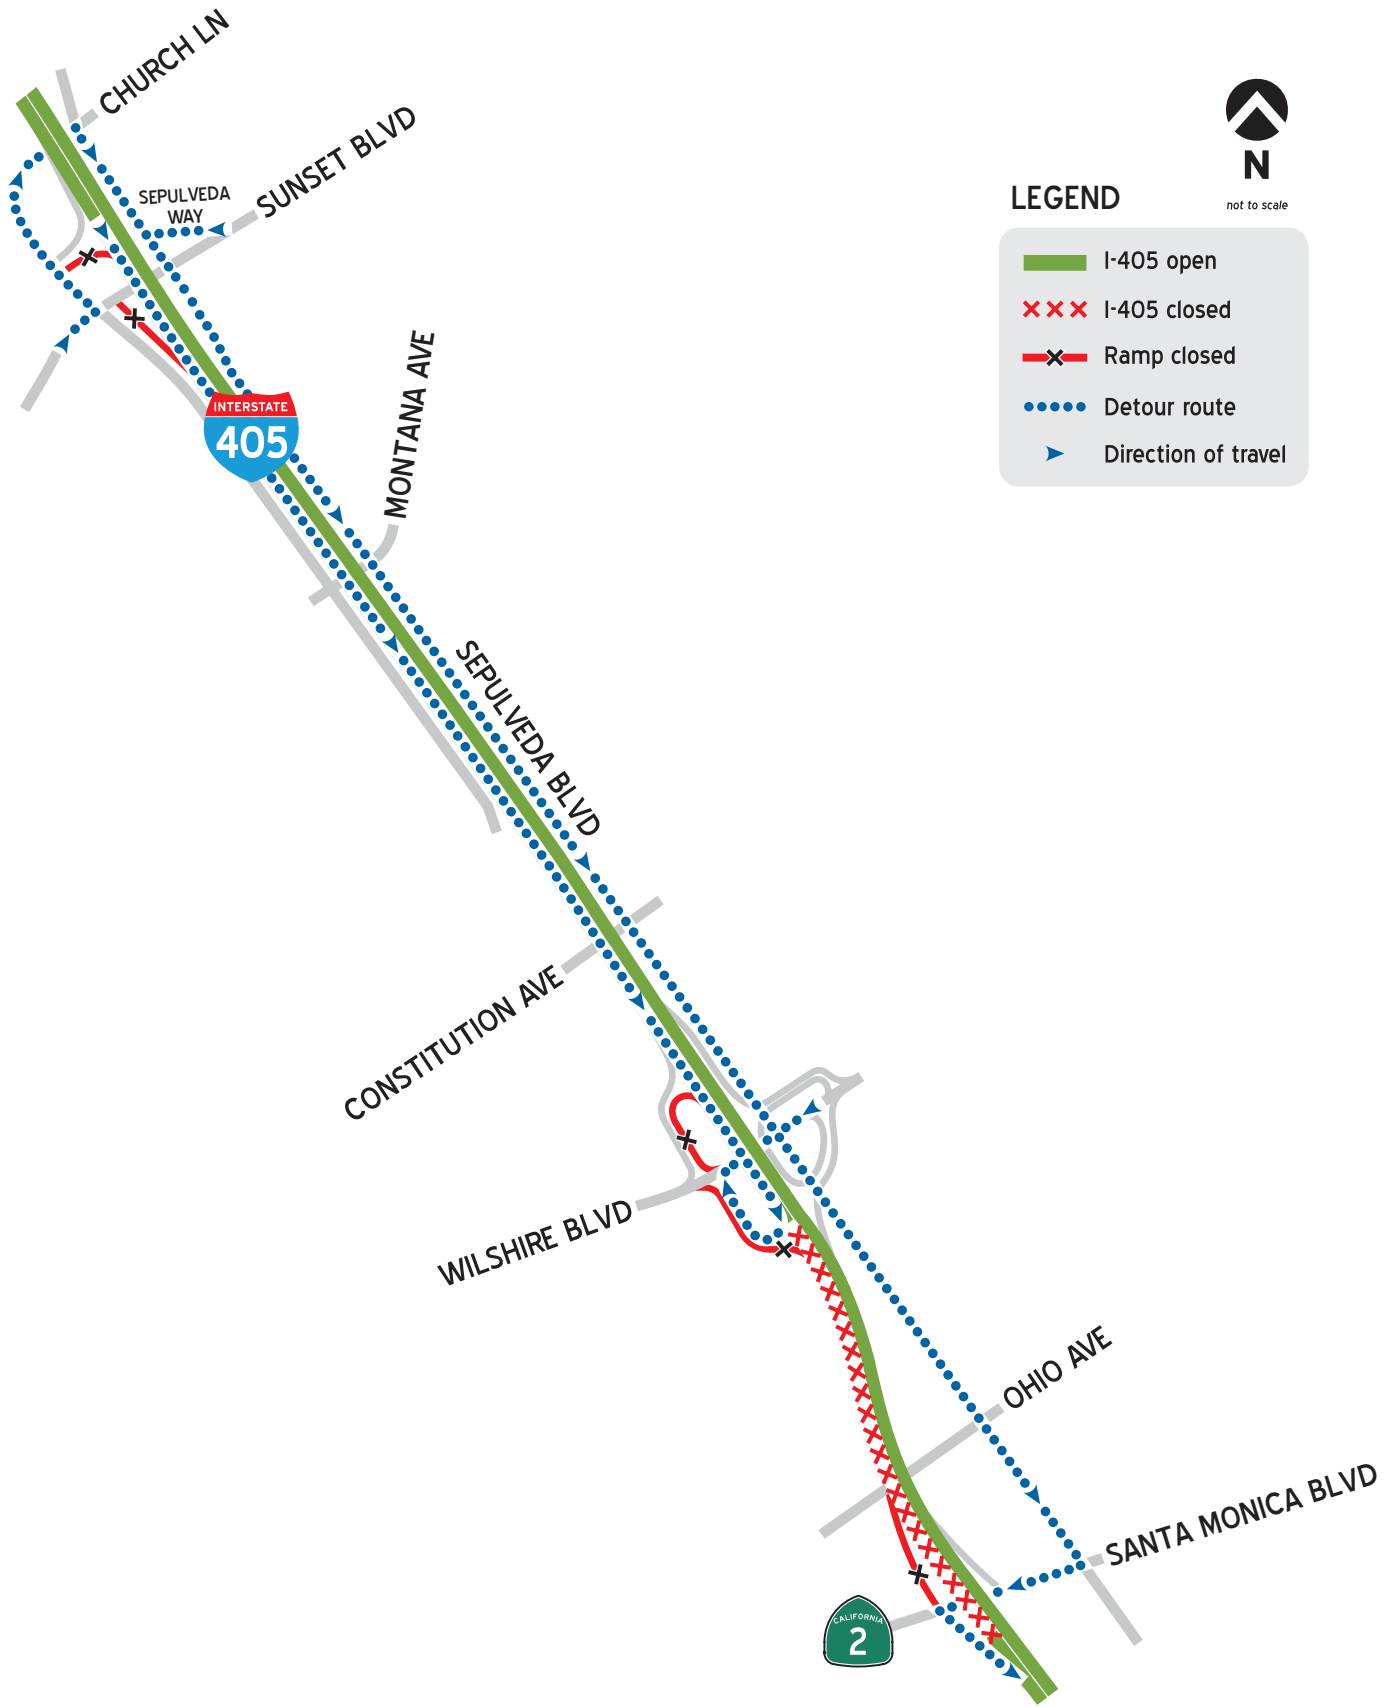 CHURCH LN
SUNSET BLVD
SEPULVEDA
WAY
N
not to scale
LEGEND
I-405 open
I-405 closed
Ramp closed
Detour route
Direction of travel
INTERSTATE
405
MONTANA AVE
SEPULVEDA BLVD
CONSTITUTION AVE
WILSHIRE BLVD
OHIO AVE
SANTA MONICA BLVD
CALIFORNIA
2